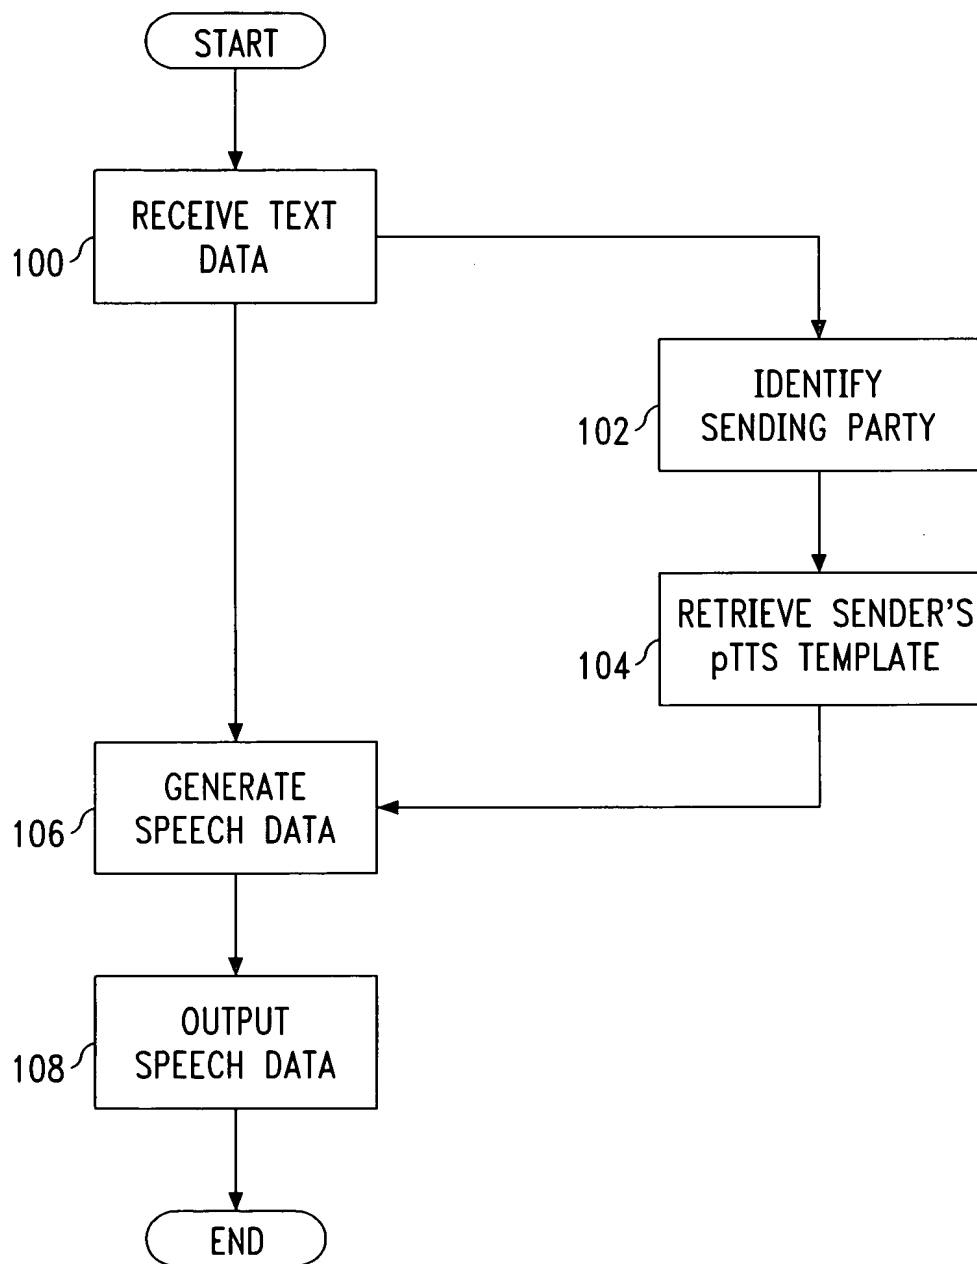 START
RECEIVE TEXT
DATA
100
IDENTIFY
SENDING PARTY
102
RETRIEVE SENDER'S
pTTS TEMPLATE
104
GENERATE
SPEECH DATA
106
OUTPUT
SPEECH DATA
108
END